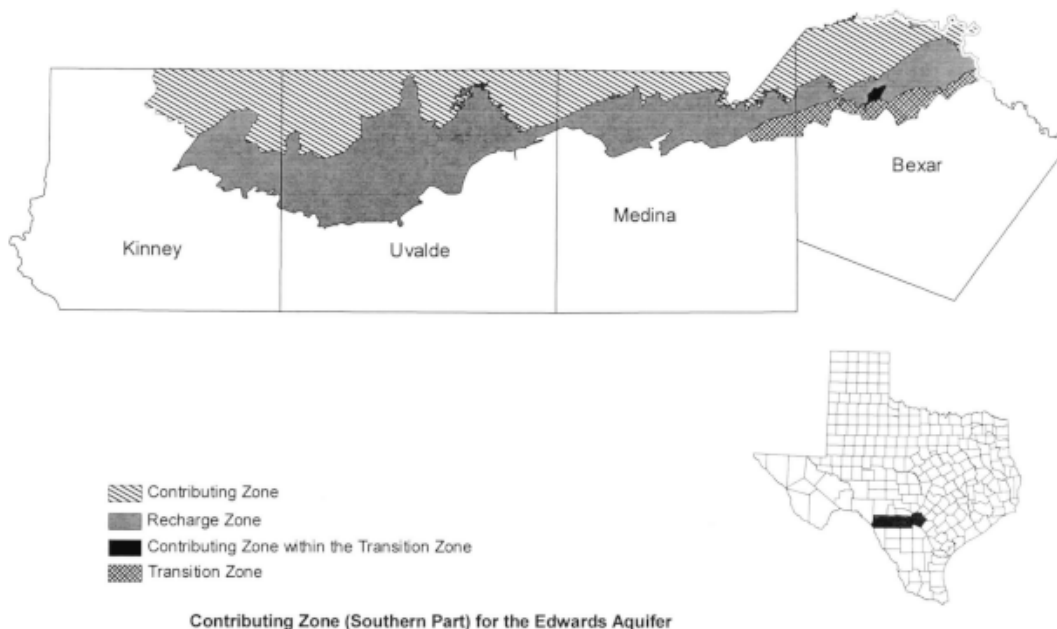 Bexar
Medina
Kinney
Uvalde
Contributing Zone
Recharge Zone
Contributing Zone within the Transition Zone
Transition Zone
Contributing Zone (Southern Part) for the Edwards Aquifer